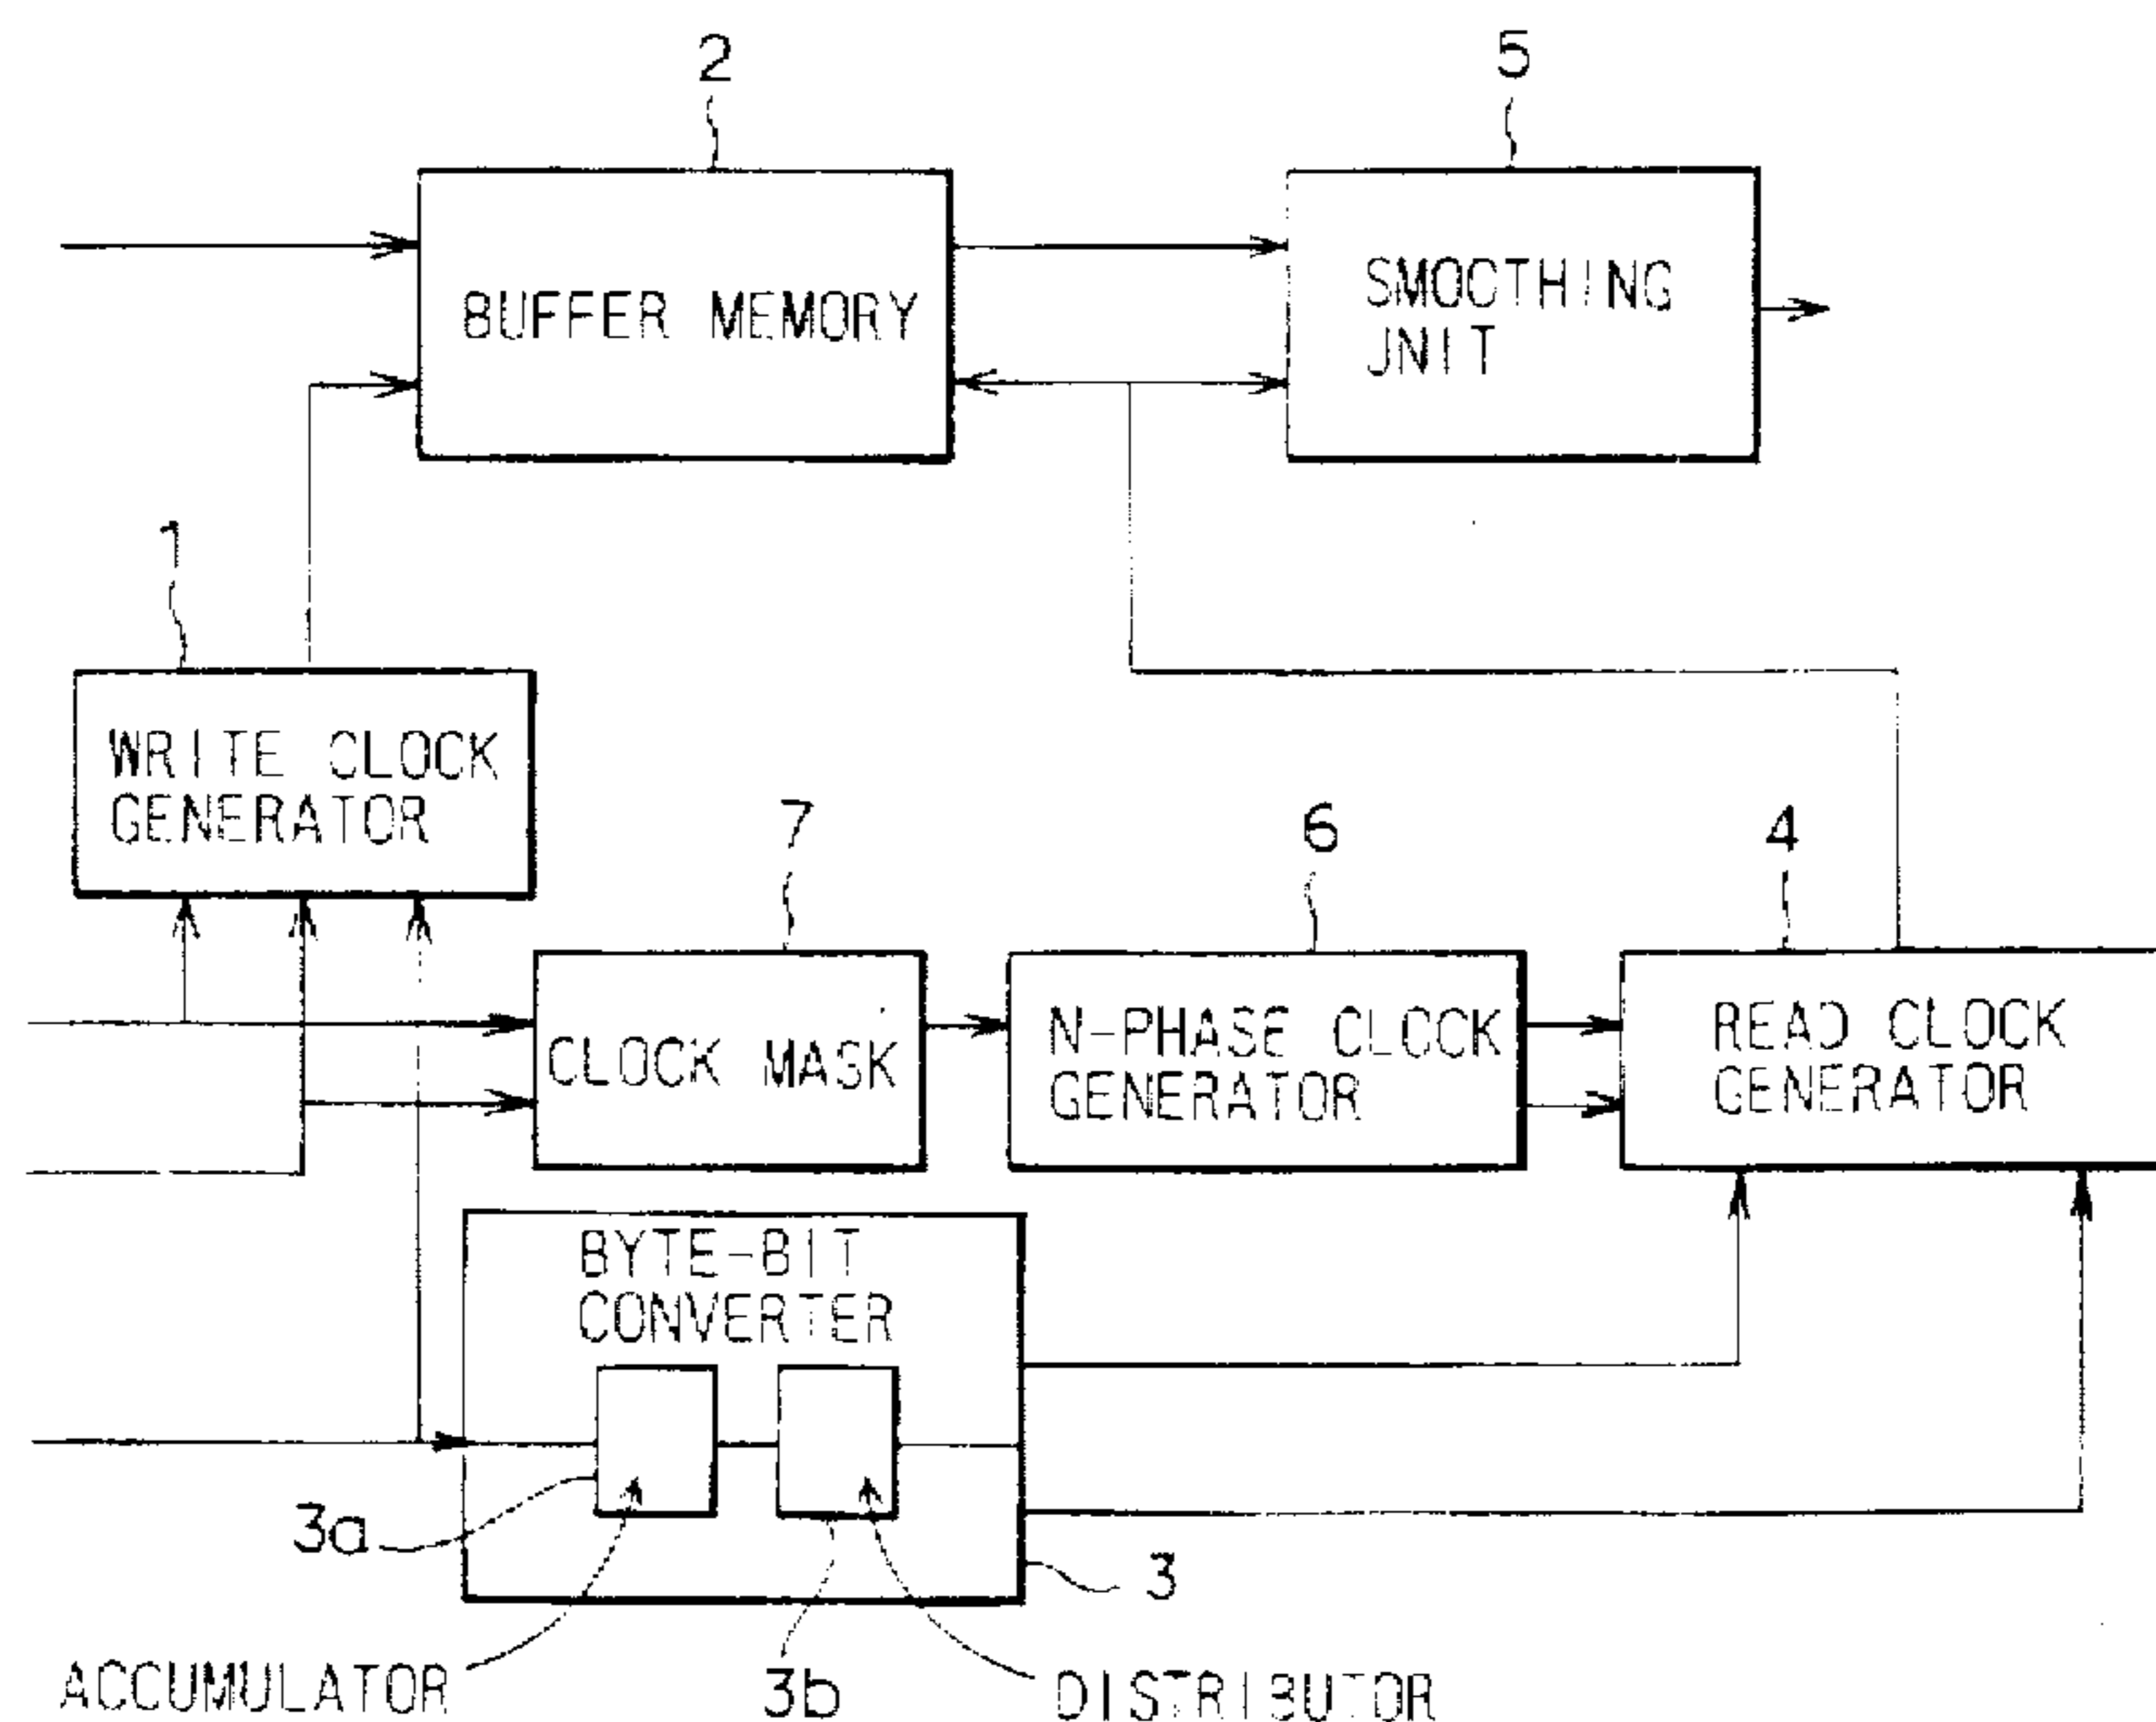 2
5
BUFFER MEMORY
SMOOTHING
UNIT
1
WRITE CLOCK
GENERATOR
7
6
4
CLOCK MASK
N-PHASE CLOCK
GENERATOR
READ CLOCK
GENERATOR
BYTE-BIT
CONVERTER
3a
3
ACCUMULATOR
3b
DISTRIBUTOR